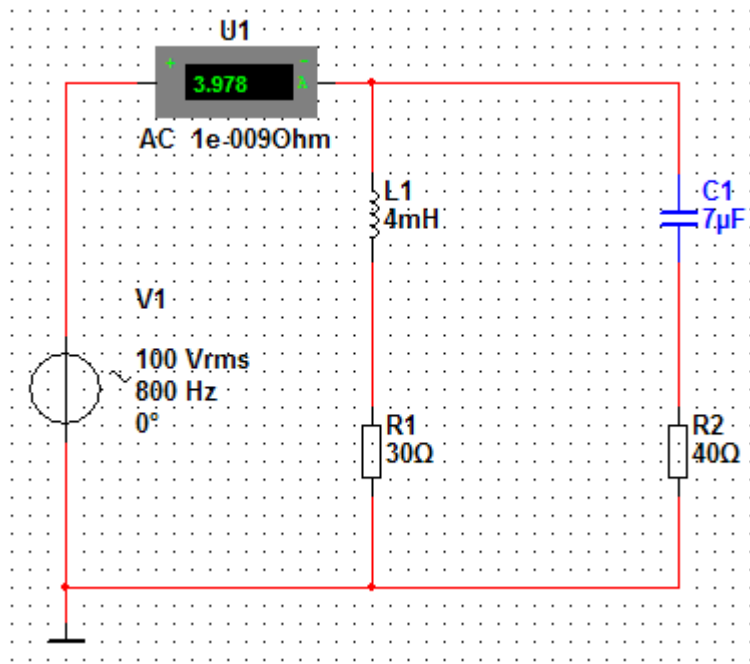 U1
+ -
3.978 A
AC 1e-009Ohm
L1
4mH
C1
7µF
V1
100 Vrms
800 Hz
0°
R1
30Ω
R2
40Ω